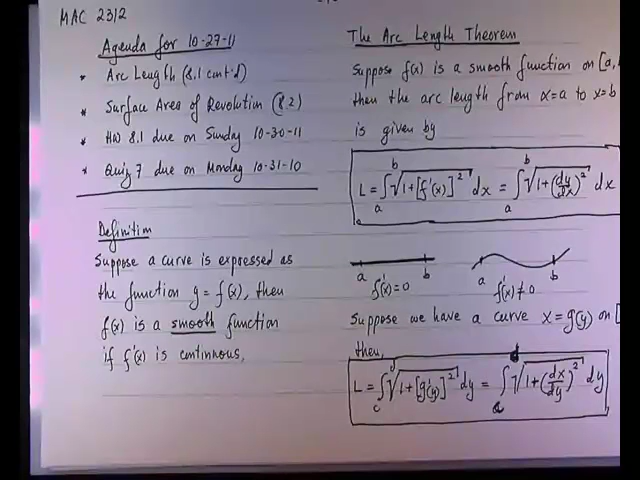 MAC 2312
Agenda for 10-27-11
* Arc Length (8.1 cont'd)
* Surface Area of Revolution (8.2)
* HW 8.1 due on Sunday 10-30-11
* Quiz 7 due on Monday 10-31-10
Definition
Suppose a curve is expressed as
the function y = f(x), then
f(x) is a smooth function
if f'(x) is continuous,
The Arc Length Theorem
Suppose f(x) is a smooth function on [a,
then the arc length from x=a to x=b
is given by
L = ∫_a^b √(1+[f'(x)]²) dx = ∫_a^b √(1+(dy/dx)²) dx
a b a b
f'(x)=0 f'(x)≠0
Suppose we have a curve x = g(y) on [
then,
L = ∫_c^d √(1+[g'(y)]²) dy = ∫_c^d √(1+(dx/dy)²) dy